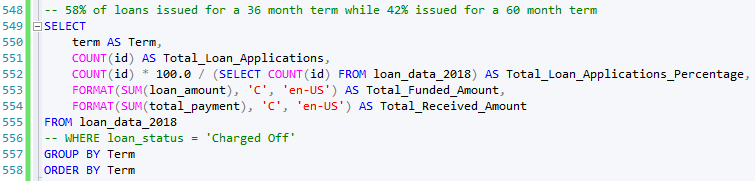 548 -- 58% of loans issued for a 36 month term while 42% issued for a 60 month term
549 SELECT
550 term AS Term,
551 COUNT(id) AS Total_Loan_Applications,
552 COUNT(id) * 100.0 / (SELECT COUNT(id) FROM loan_data_2018) AS Total_Loan_Applications_Percentage,
553 FORMAT(SUM(loan_amount), 'C', 'en-US') AS Total_Funded_Amount,
554 FORMAT(SUM(total_payment), 'C', 'en-US') AS Total_Received_Amount
555 FROM loan_data_2018
556 -- WHERE loan_status = 'Charged Off'
557 GROUP BY Term
558 ORDER BY Term